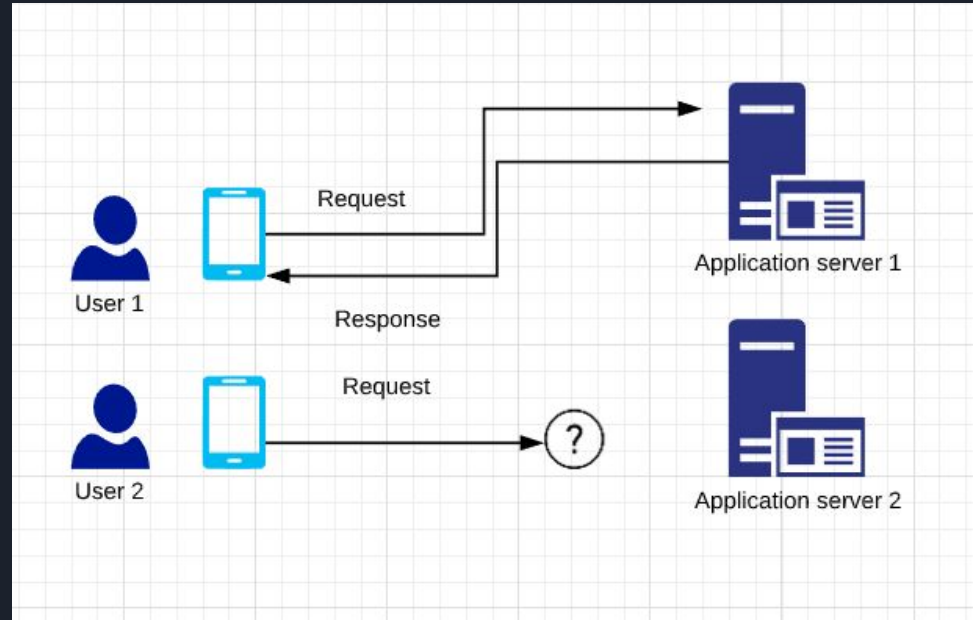 Request
Application server 1
User 1
Response
Request
?
User 2
Application server 2